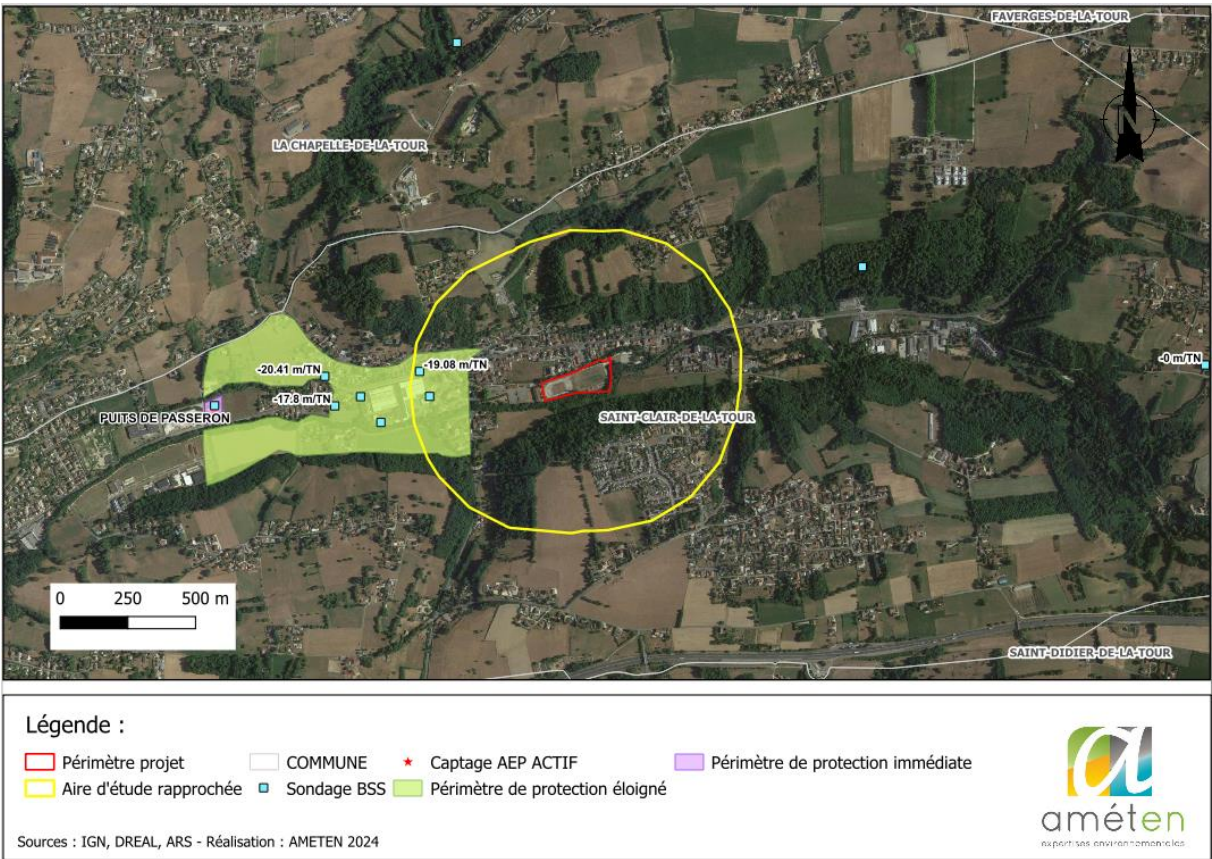 FAVERGES-DE-LA-TOUR
N
LA CHAPELLE-DE-LA-TOUR
-20.41 m/TN
-19.08 m/TN
-0 m/TN
-17.8 m/TN
PUITS DE PASSERON
SAINT-CLAIR-DE-LA-TOUR
0 250 500 m
SAINT-DIDIER-DE-LA-TOUR
Légende :
Périmètre projet
COMMUNE
Captage AEP ACTIF
Périmètre de protection immédiate
Aire d'étude rapprochée
Sondage BSS
Périmètre de protection éloigné
a
améten
expertises environnementales
Sources : IGN, DREAL, ARS - Réalisation : AMETEN 2024